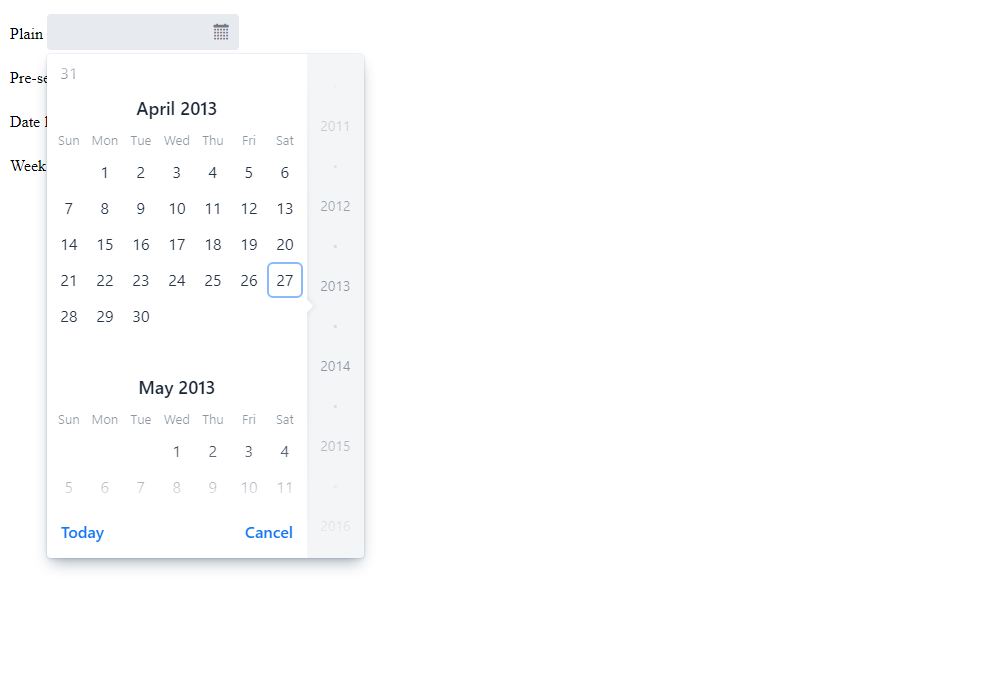 Plain
31
Pre-se
April 2013
Date
Sun Mon Tue Wed Thu Fri Sat
Week
1 2 3 4 5 6
7 8 9 10 11 12 13
14 15 16 17 18 19 20
21 22 23 24 25 26 27
28 29 30
May 2013
Sun Mon Tue Wed Thu Fri Sat
1 2 3 4
5 6 7 8 9 10 11
Today Cancel
2011
2012
2013
2014
2015
2016